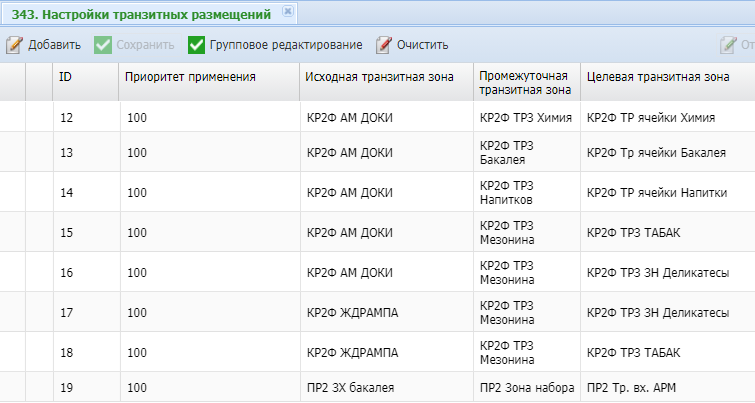 343. Настройки транзитных размещений
Добавить Сохранить Групповое редактирование Очистить От
ID Приоритет применения Исходная транзитная зона Промежуточная транзитная зона Целевая транзитная зона
12 100 КР2Ф АМ ДОКИ КР2Ф ТРЗ Химия КР2Ф ТР ячейки Химия
13 100 КР2Ф АМ ДОКИ КР2Ф ТРЗ Бакалея КР2Ф Тр ячейки Бакалея
14 100 КР2Ф АМ ДОКИ КР2Ф ТРЗ Напитков КР2Ф ТР ячейки Напитки
15 100 КР2Ф АМ ДОКИ КР2Ф ТРЗ Мезонина КР2Ф ТРЗ ТАБАК
16 100 КР2Ф АМ ДОКИ КР2Ф ТРЗ Мезонина КР2Ф ТРЗ ЗН Деликатесы
17 100 КР2Ф ЖДРАМПА КР2Ф ТРЗ Мезонина КР2Ф ТРЗ ЗН Деликатесы
18 100 КР2Ф ЖДРАМПА КР2Ф ТРЗ Мезонина КР2Ф ТРЗ ТАБАК
19 100 ПР2 ЗХ бакалея ПР2 Зона набора ПР2 Тр. вх. АРМ